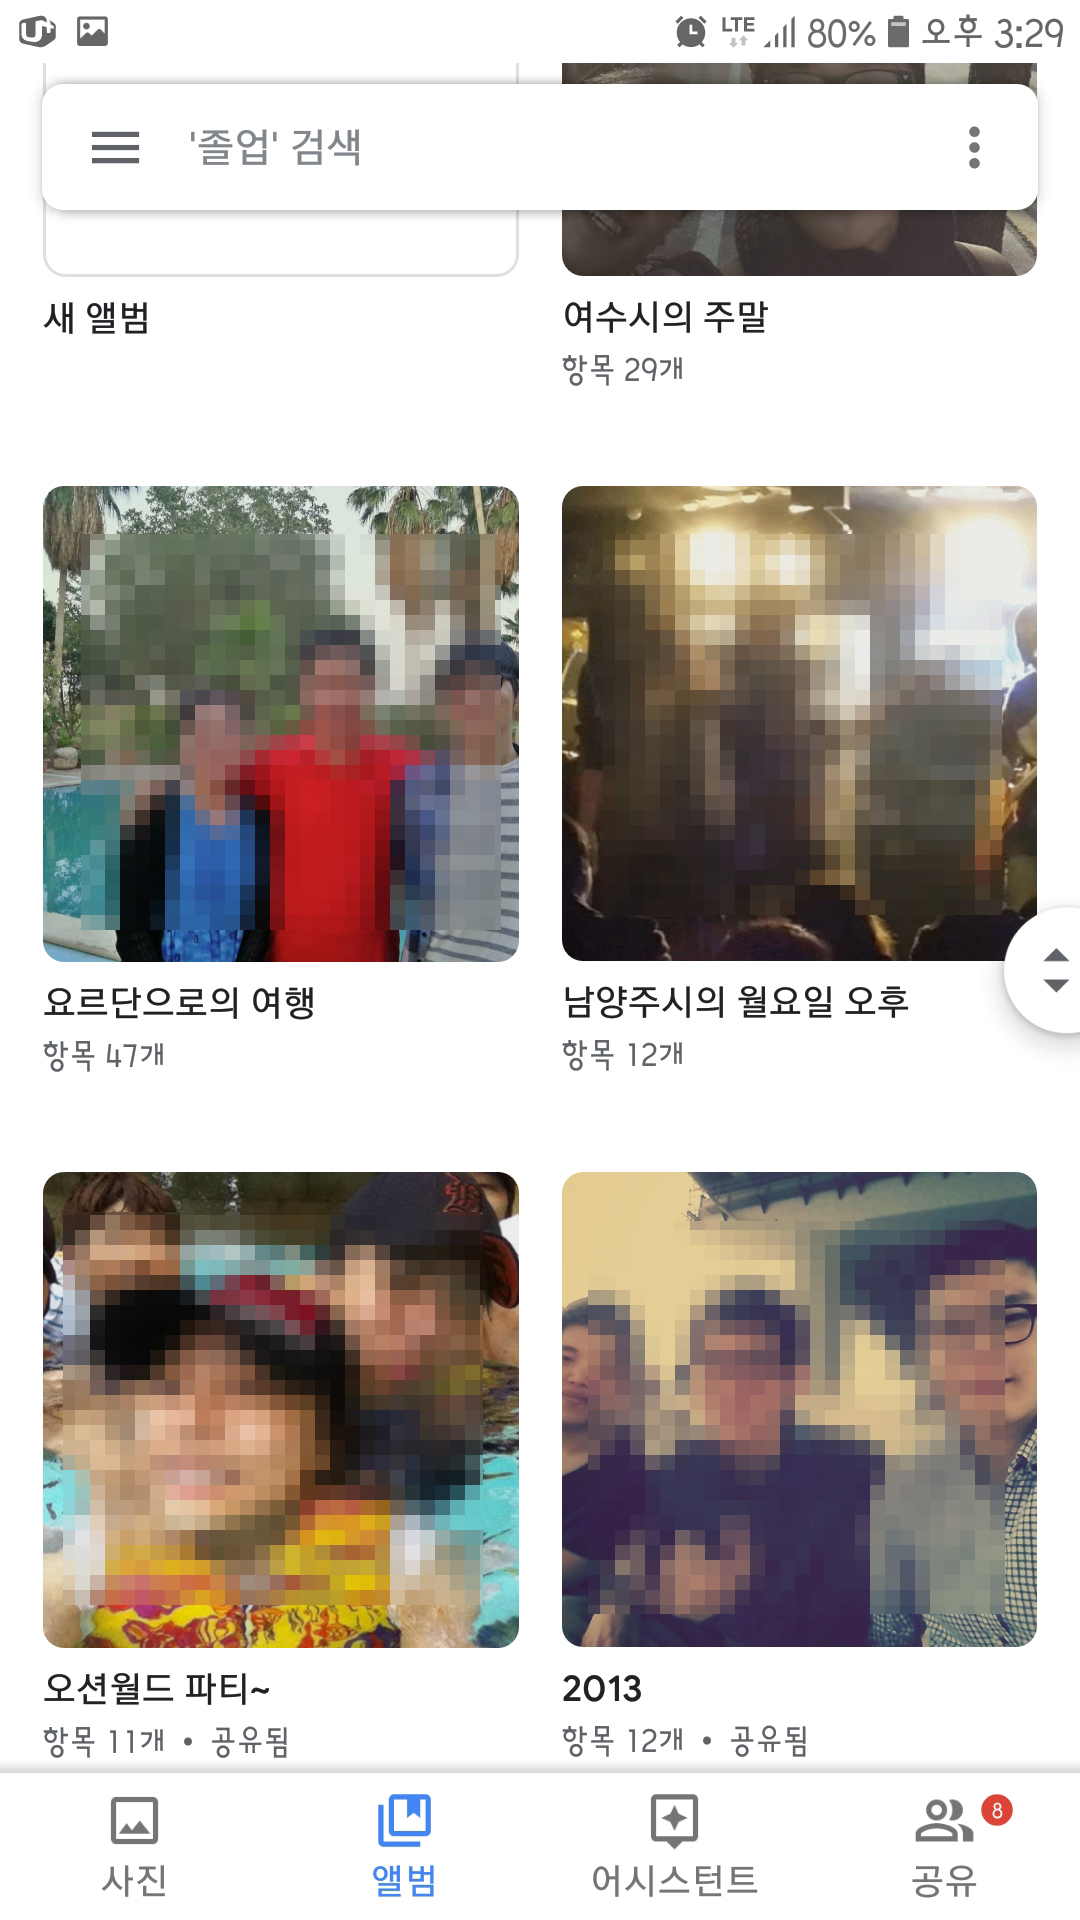 U+ LTE 80% 오후 3:29
'졸업' 검색
새 앨범
여수시의 주말
항목 29개
요르단으로의 여행
항목 47개
남양주시의 월요일 오후
항목 12개
오션월드 파티~
항목 11개 • 공유됨
2013
항목 12개 • 공유됨
8
사진
앨범
어시스턴트
공유